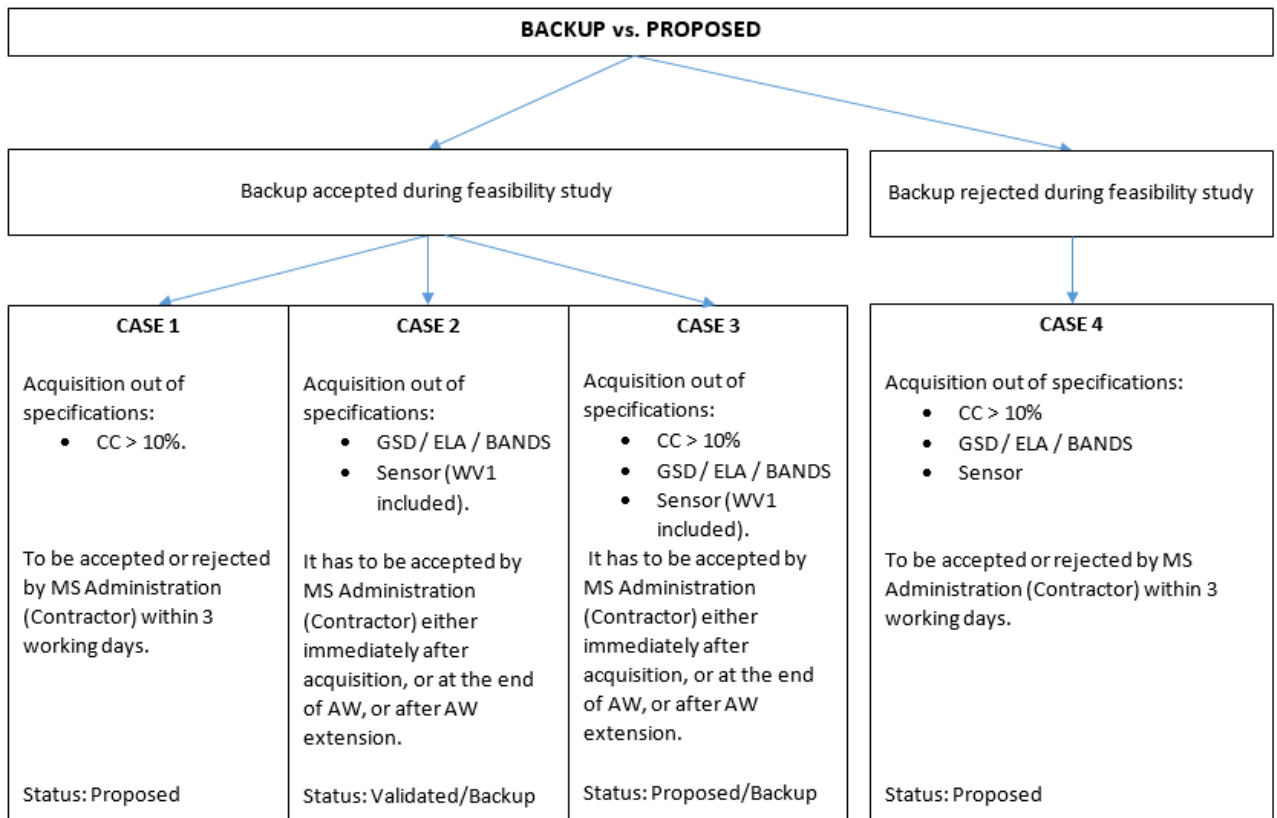 BACKUP vs. PROPOSED
Backup accepted during feasibility study
Backup rejected during feasibility study
CASE 1
Acquisition out of
specifications:
• CC > 10%.
To be accepted or rejected
by MS Administration
(Contractor) within 3
working days.
Status: Proposed
CASE 2
Acquisition out of
specifications:
• GSD / ELA / BANDS
• Sensor (WV1
included).
It has to be accepted by
MS Administration
(Contractor) either
immediately after
acquisition, or at the end
of AW, or after AW
extension.
Status: Validated/Backup
CASE 3
Acquisition out of
specifications:
• CC > 10%
• GSD / ELA / BANDS
• Sensor (WV1
included).
It has to be accepted by
MS Administration
(Contractor) either
immediately after
acquisition, or at the end
of AW, or after AW
extension.
Status: Proposed/Backup
CASE 4
Acquisition out of specifications:
• CC > 10%
• GSD / ELA / BANDS
• Sensor
To be accepted or rejected by MS
Administration (Contractor) within 3
working days.
Status: Proposed